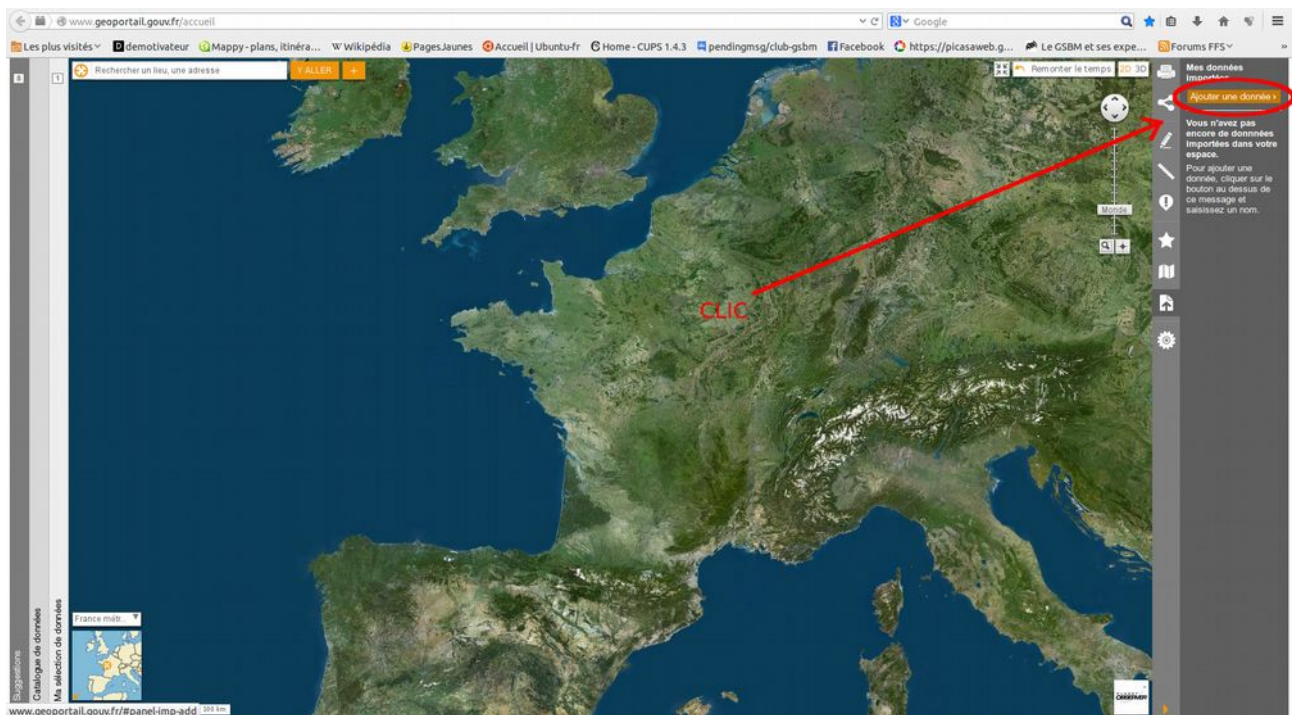 www.geoportail.gouv.fr/accueil
Google
Les plus visités
demotivateur
Mappy - plans, itinéra...
W Wikipédia
PagesJaunes
Accueil | Ubuntu-fr
Home - CUPS 1.4.3
pendingmsg/club-gsbm
Facebook
https://picasaweb.g...
Le GSBM et ses expe...
Forums FFS
»
8
1
Rechercher un lieu, une adresse
Y ALLER
+
Remonter le temps
2D 3D
Mes données
importées
Ajouter une donnée
Vous n'avez pas
encore de donnnées
importées dans votre
espace.
Pour ajouter une
donnée, cliquer sur le
bouton au dessus de
ce message et
saisissez un nom.
Monde
CLIC
France métr...
Suggestions
Catalogue de données
Ma sélection de données
www.geoportail.gouv.fr/#panel-imp-add